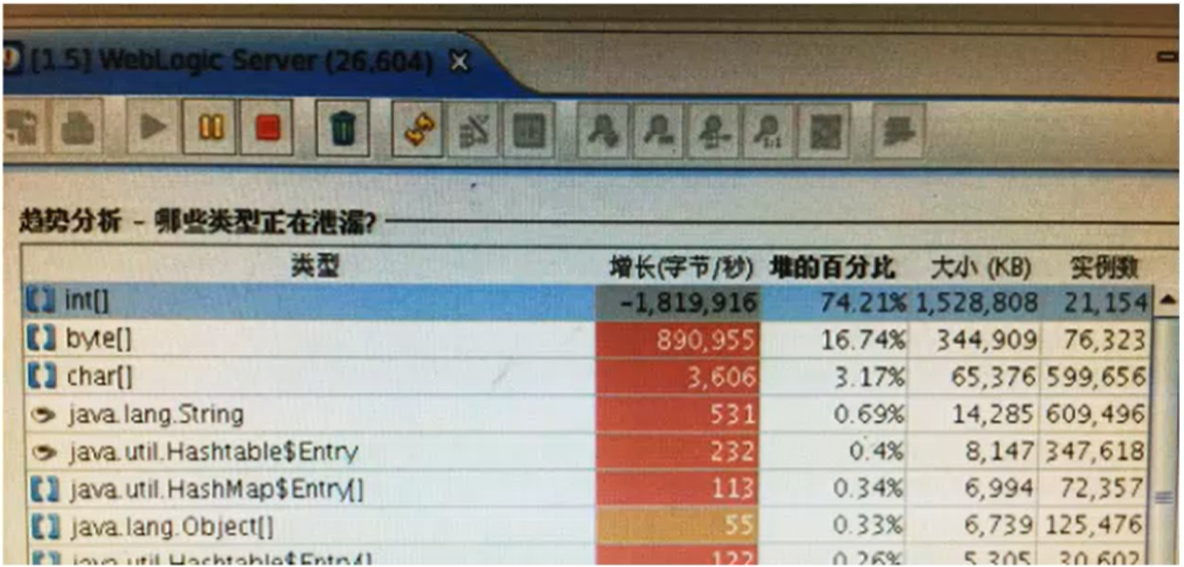 [1.5] WebLogic Server (26,604)
1:1
趋势分析 - 哪些类型正在泄漏?
类型 增长(字节/秒) 堆的百分比 大小 (KB) 实例数
int[] -1,819,916 74.21% 1,528,808 21,154
byte[] 890,955 16.74% 344,909 76,323
char[] 3,606 3.17% 65,376 599,656
java.lang.String 531 0.69% 14,285 609,496
java.util.Hashtable$Entry 232 0.4% 8,147 347,618
java.util.HashMap$Entry[] 113 0.34% 6,994 72,357
java.lang.Object[] 55 0.33% 6,739 125,476
java.util.Hashtable$Entry[] 122 0.26% 5,305 30,602